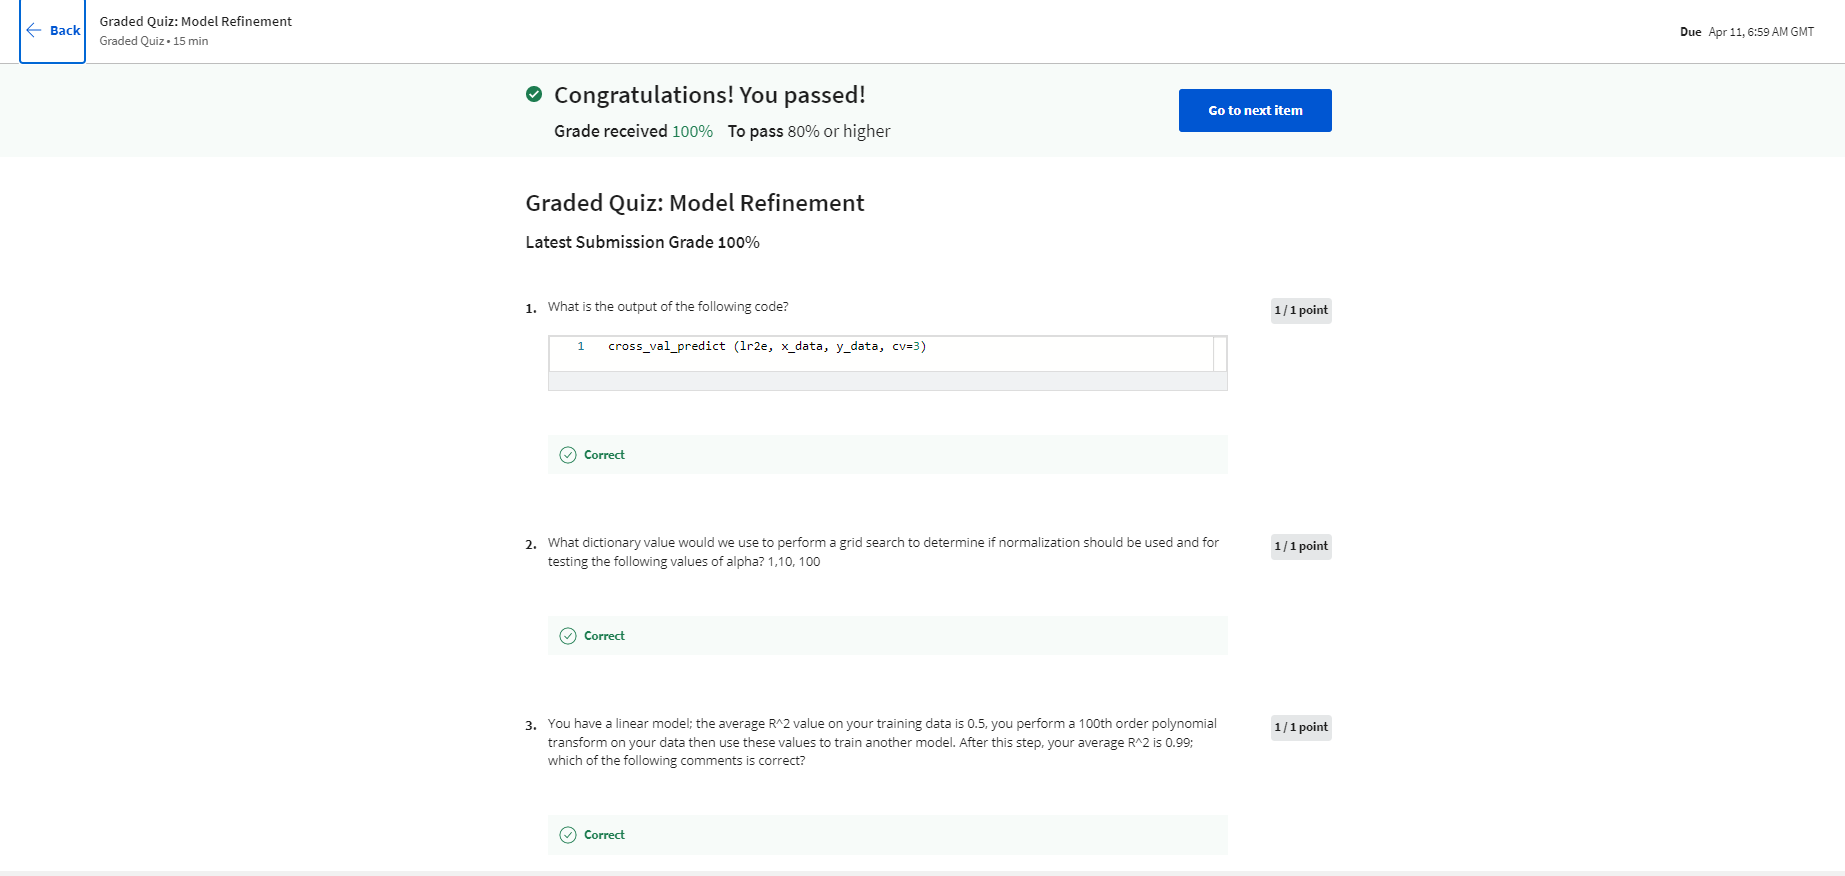 Back
Graded Quiz: Model Refinement
Graded Quiz • 15 min
Due Apr 11, 6:59 AM GMT
Congratulations! You passed!
Grade received 100% To pass 80% or higher
Go to next item
Graded Quiz: Model Refinement
Latest Submission Grade 100%
1. What is the output of the following code?
1 / 1 point
1 cross_val_predict (lr2e, x_data, y_data, cv=3)
Correct
2. What dictionary value would we use to perform a grid search to determine if normalization should be used and for
testing the following values of alpha? 1,10, 100
1 / 1 point
Correct
3. You have a linear model; the average R^2 value on your training data is 0.5, you perform a 100th order polynomial
transform on your data then use these values to train another model. After this step, your average R^2 is 0.99;
which of the following comments is correct?
1 / 1 point
Correct